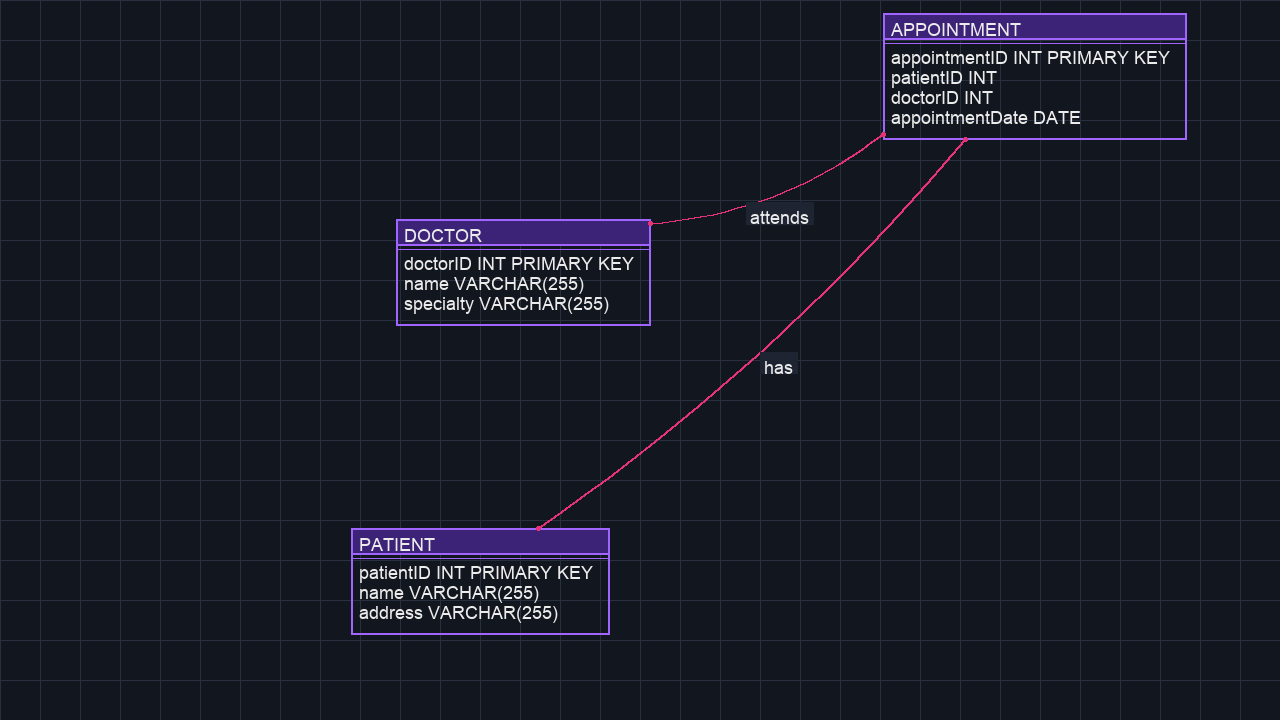 APPOINTMENT
appointmentID INT PRIMARY KEY
patientID INT
doctorID INT
appointmentDate DATE
attends
DOCTOR
doctorID INT PRIMARY KEY
name VARCHAR(255)
specialty VARCHAR(255)
has
PATIENT
patientID INT PRIMARY KEY
name VARCHAR(255)
address VARCHAR(255)